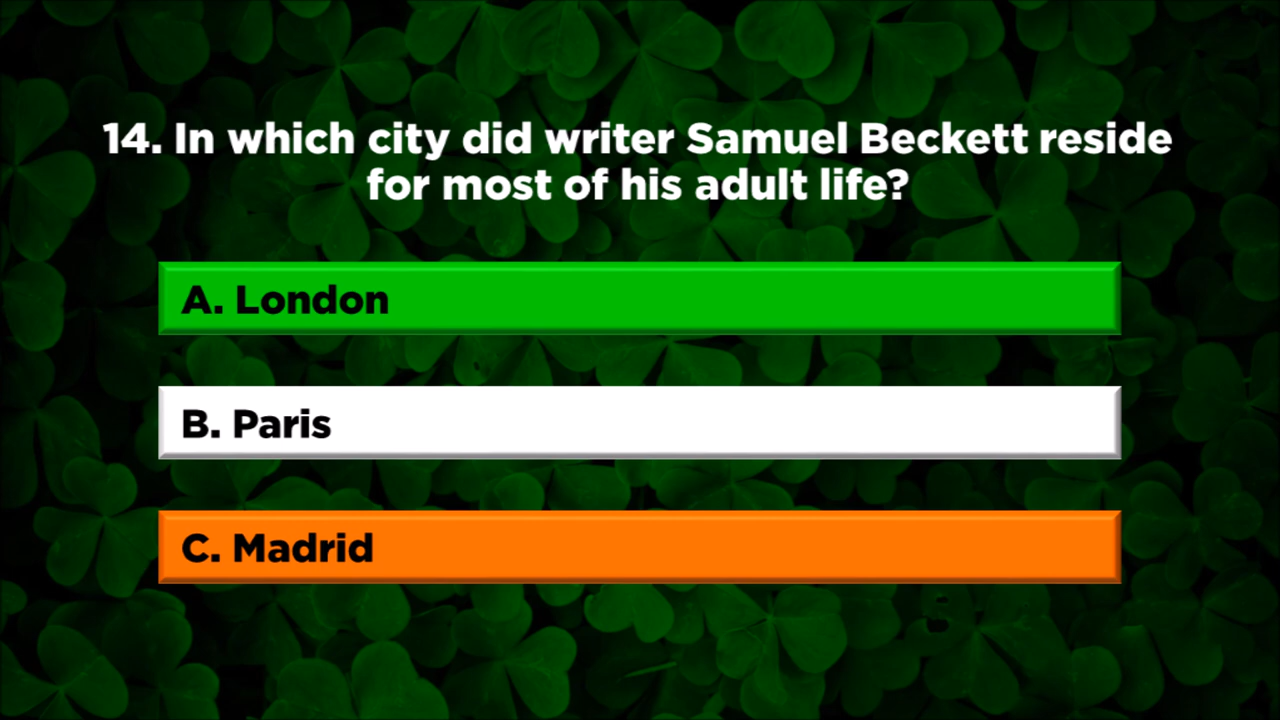 14. In which city did writer Samuel Beckett reside
for most of his adult life?
A. London
B. Paris
C. Madrid